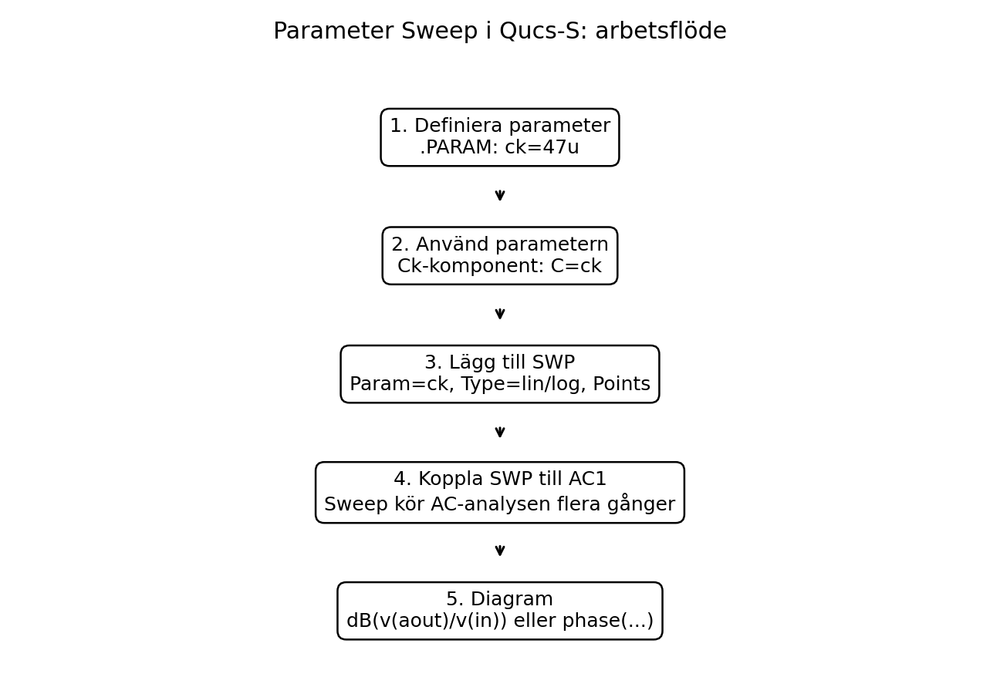 Parameter Sweep i Qucs-S: arbetsflöde
1. Definiera parameter
.PARAM: ck=47u
2. Använd parametern
Ck-komponent: C=ck
3. Lägg till SWP
Param=ck, Type=lin/log, Points
4. Koppla SWP till AC1
Sweep kör AC-analysen flera gånger
5. Diagram
dB(v(aout)/v(in)) eller phase(...)